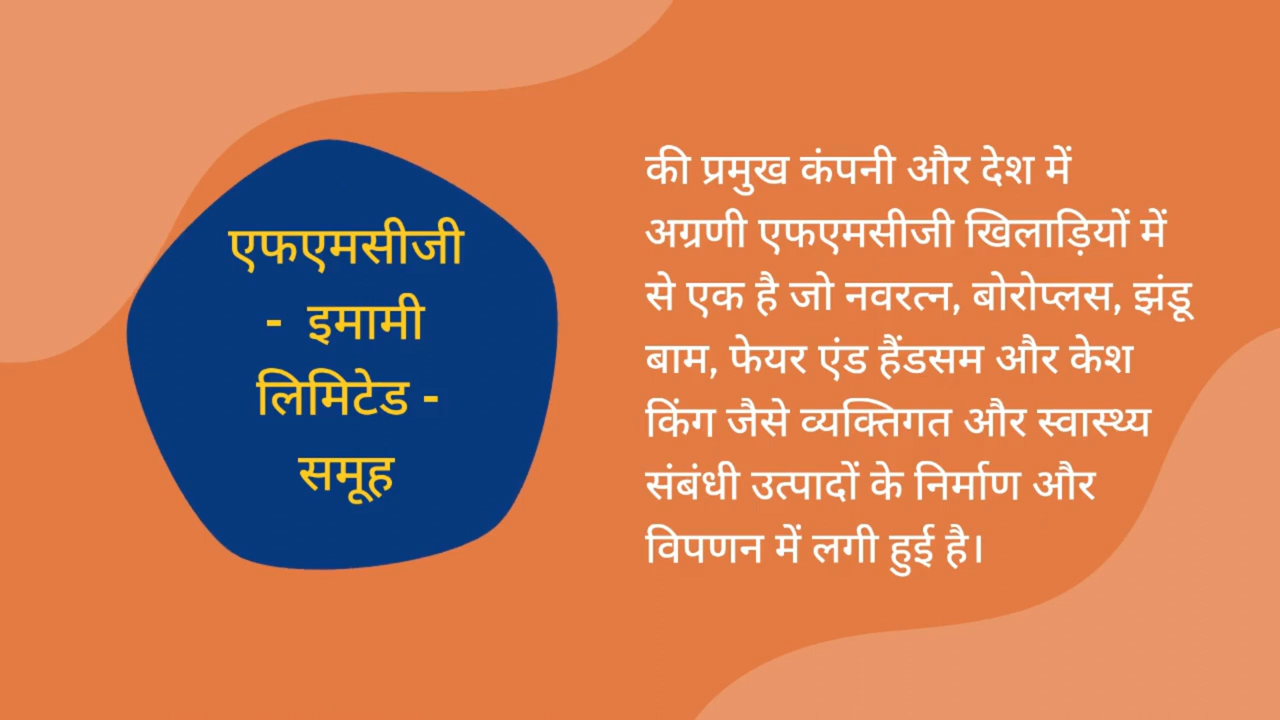 एफएमसीजी
- इमामी
लिमिटेड -
समूह
की प्रमुख कंपनी और देश में
अग्रणी एफएमसीजी खिलाड़ियों में
से एक है जो नवरत्न, बोरोप्लस, झंडू
बाम, फेयर एंड हैंडसम और केश
किंग जैसे व्यक्तिगत और स्वास्थ्य
संबंधी उत्पादों के निर्माण और
विपणन में लगी हुई है।